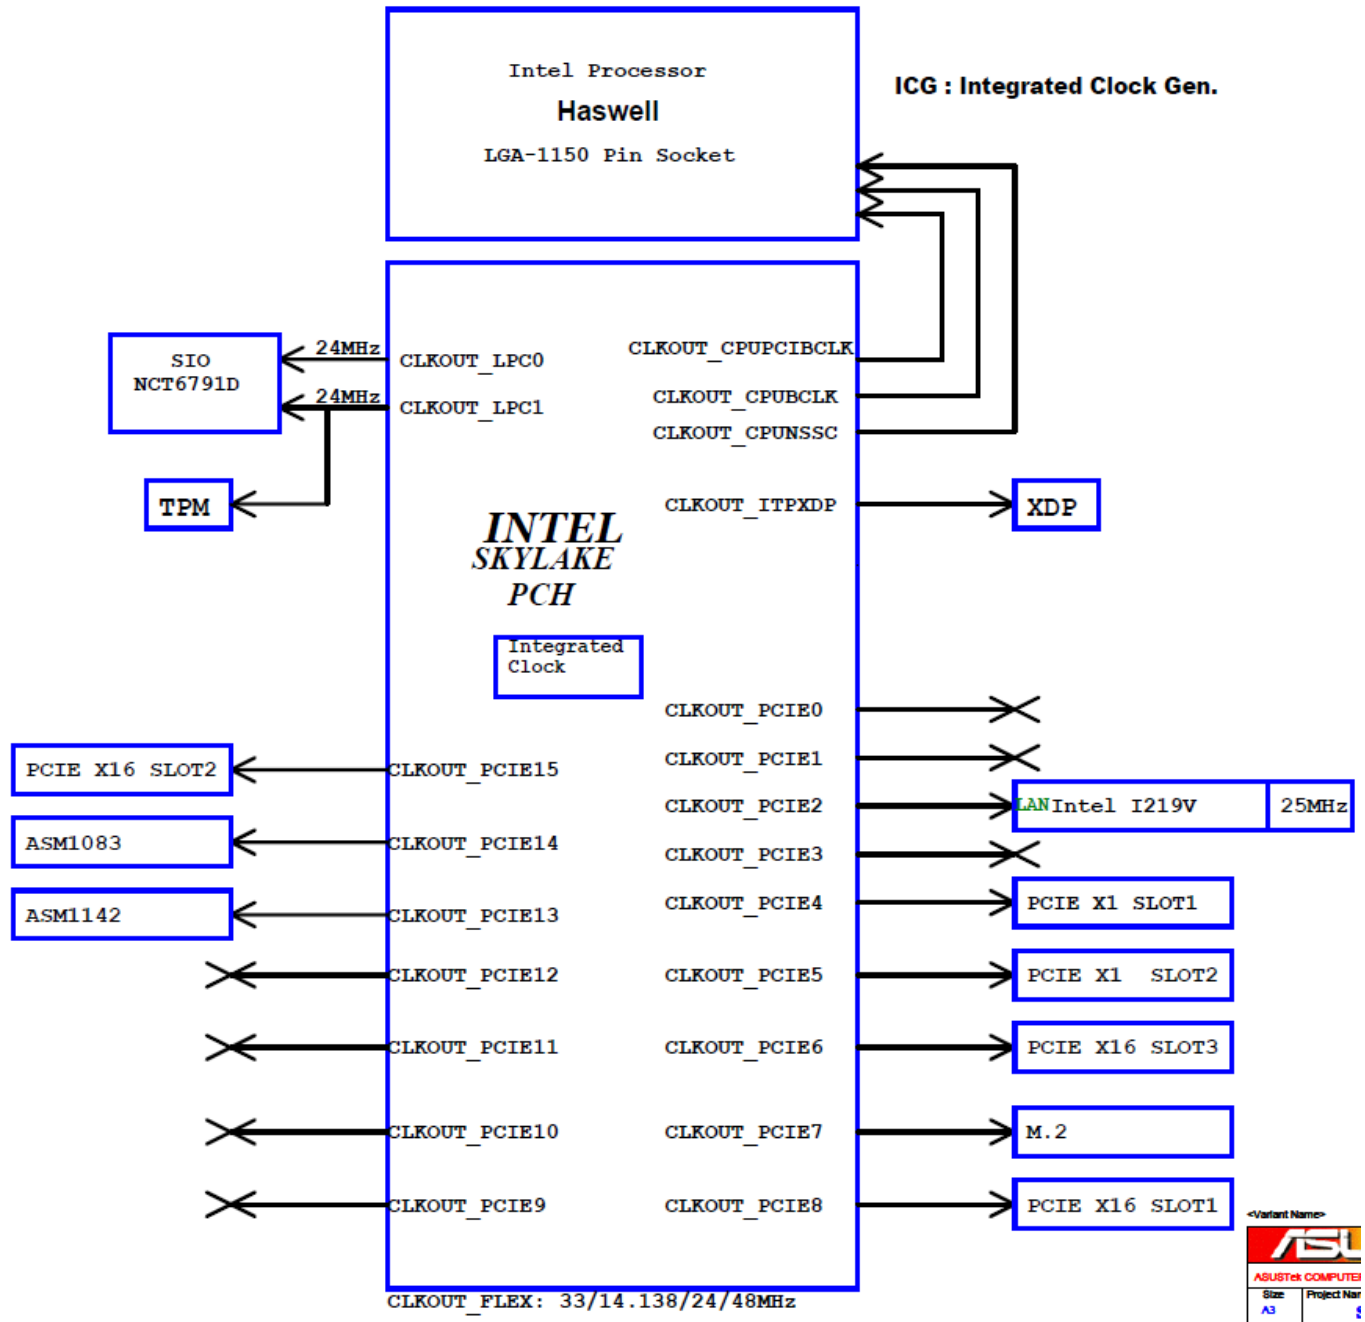 Intel Processor
Haswell
LGA-1150 Pin Socket
ICG : Integrated Clock Gen.
SIO
NCT6791D
24MHz
CLKOUT_LPC0
24MHz
CLKOUT_LPC1
TPM
CLKOUT_CPUPCIBCLK
CLKOUT_CPUBCLK
CLKOUT_CPUNSSC
CLKOUT_ITPXDP
XDP
INTEL
SKYLAKE
PCH
Integrated
Clock
CLKOUT_PCIE0
CLKOUT_PCIE1
CLKOUT_PCIE2
LAN Intel I219V
25MHz
CLKOUT_PCIE3
CLKOUT_PCIE4
PCIE X1 SLOT1
CLKOUT_PCIE5
PCIE X1 SLOT2
CLKOUT_PCIE6
PCIE X16 SLOT3
CLKOUT_PCIE7
M.2
CLKOUT_PCIE8
PCIE X16 SLOT1
PCIE X16 SLOT2
CLKOUT_PCIE15
ASM1083
CLKOUT_PCIE14
ASM1142
CLKOUT_PCIE13
CLKOUT_PCIE12
CLKOUT_PCIE11
CLKOUT_PCIE10
CLKOUT_PCIE9
CLKOUT_FLEX: 33/14.138/24/48MHz
<Variant Name>
ASUSTek COMPUTE
Size
Project Nam
A3